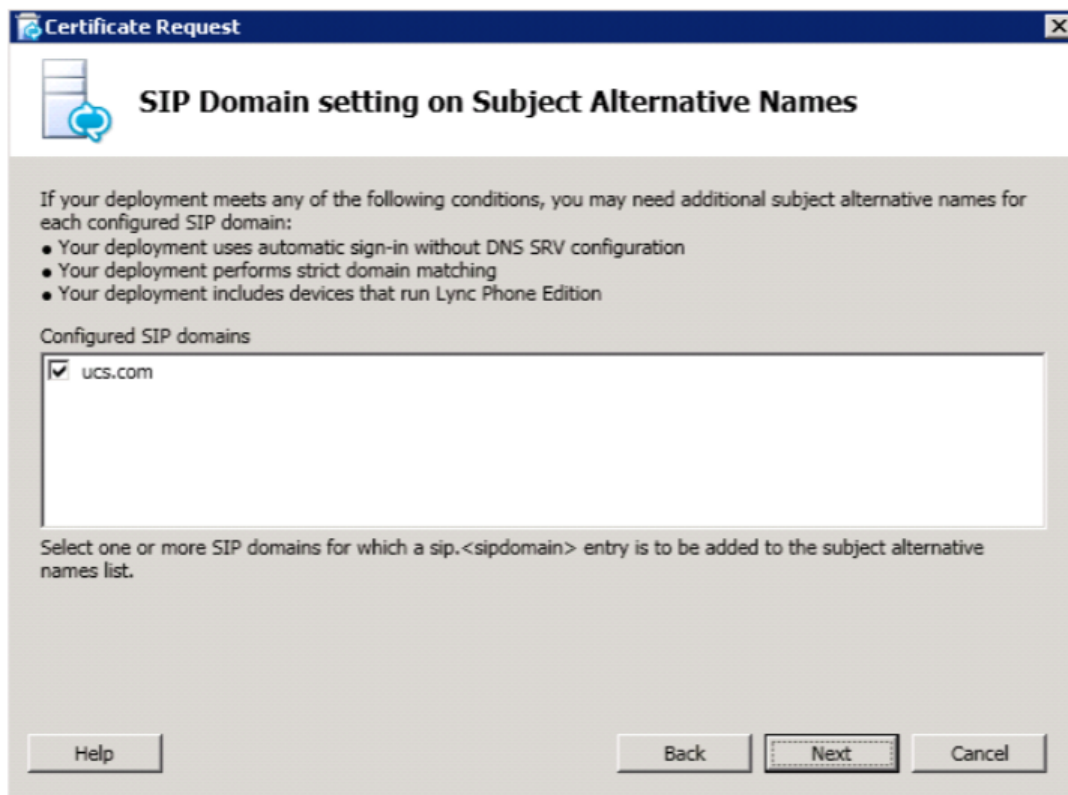 Certificate Request
SIP Domain setting on Subject Alternative Names
If your deployment meets any of the following conditions, you may need additional subject alternative names for
each configured SIP domain:
● Your deployment uses automatic sign-in without DNS SRV configuration
● Your deployment performs strict domain matching
● Your deployment includes devices that run Lync Phone Edition
Configured SIP domains
ucs.com
Select one or more SIP domains for which a sip.<sipdomain> entry is to be added to the subject alternative
names list.
Help Back Next Cancel